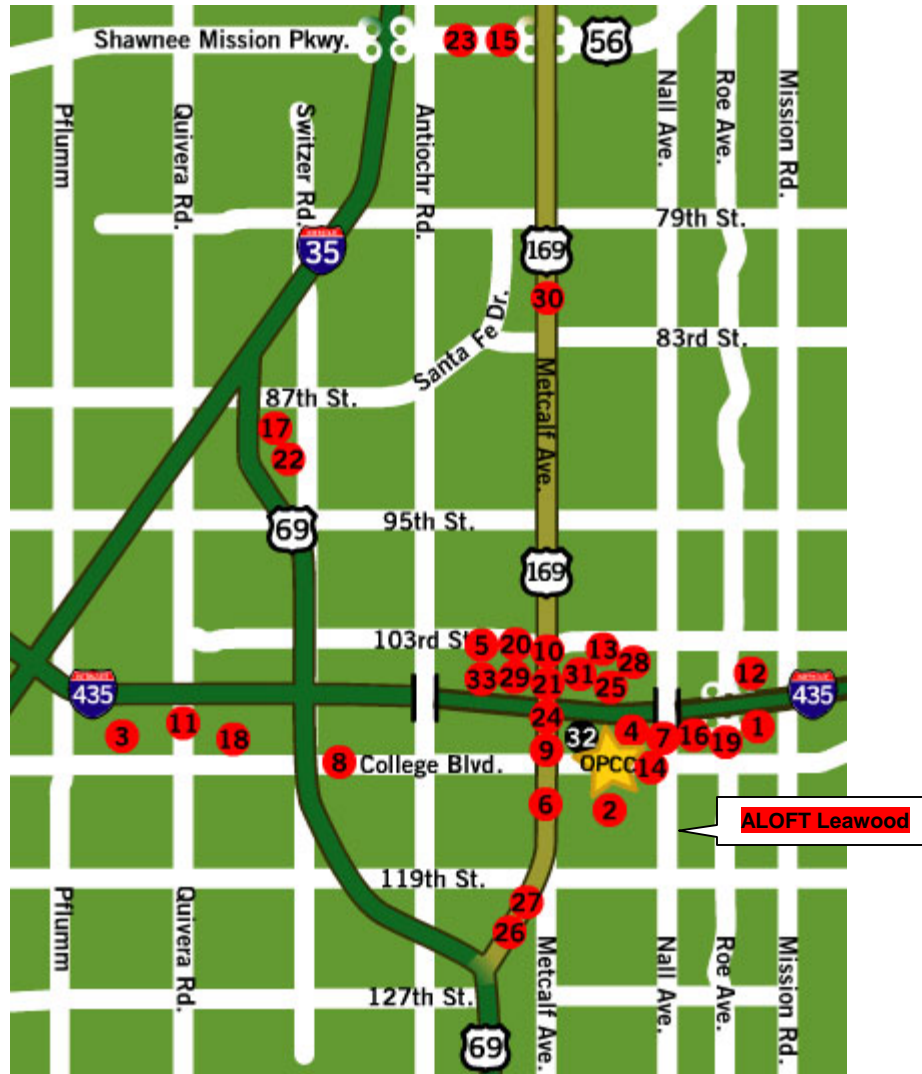 Shawnee Mission Pkwy.
23
15
56
Pflumm
Quivera Rd.
Switzer Rd.
Antiochr Rd.
Nall Ave.
Roe Ave.
Mission Rd.
79th St.
35
169
30
Santa Fe Dr.
83rd St.
Metcalf Ave.
87th St.
17
22
69
95th St.
169
103rd St
5
20
10
13
28
33
29
21
31
25
12
435
435
24
3
11
18
32
4
7
16
19
1
9
8
College Blvd.
OPCC
14
6
2
ALOFT Leawood
119th St.
27
26
Pflumm
Quivera Rd.
Metcalf Ave.
Nall Ave.
Roe Ave.
Mission Rd.
127th St.
69